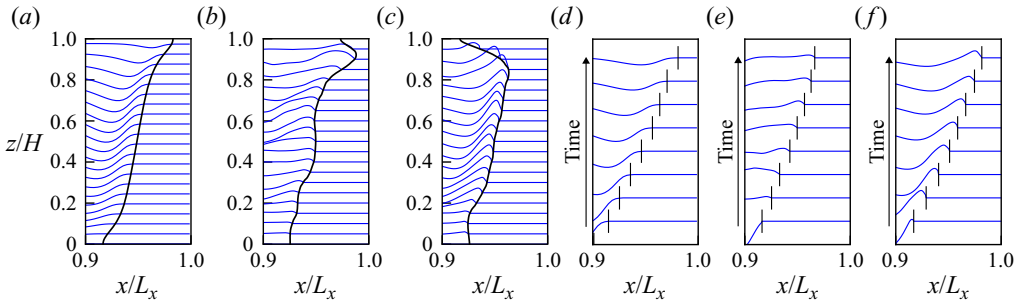 (a) (b) (c) (d) (e) (f)
1.0 1.0 1.0
0.8 0.8 0.8
0.6 0.6 0.6
z/H Time Time Time
0.4 0.4 0.4
0.2 0.2 0.2
0 0 0
0.9 1.0 0.9 1.0 0.9 1.0 0.9 1.0 0.9 1.0 0.9 1.0
x/Lₓ x/Lₓ x/Lₓ x/Lₓ x/Lₓ x/Lₓ